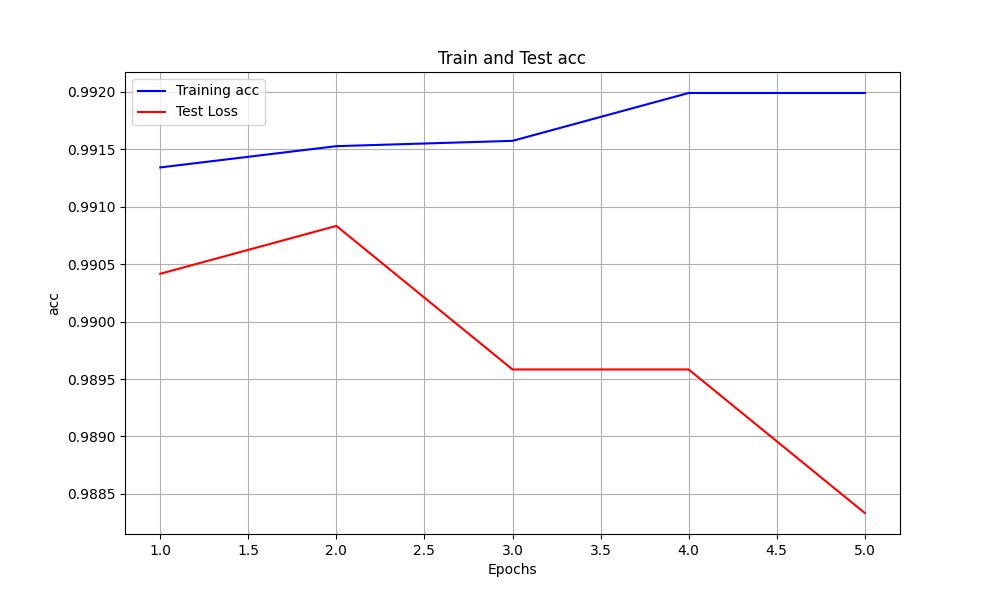 Train and Test acc
Training acc
Test Loss
0.9920
0.9915
0.9910
0.9905
0.9900
0.9895
0.9890
0.9885
acc
1.0 1.5 2.0 2.5 3.0 3.5 4.0 4.5 5.0
Epochs